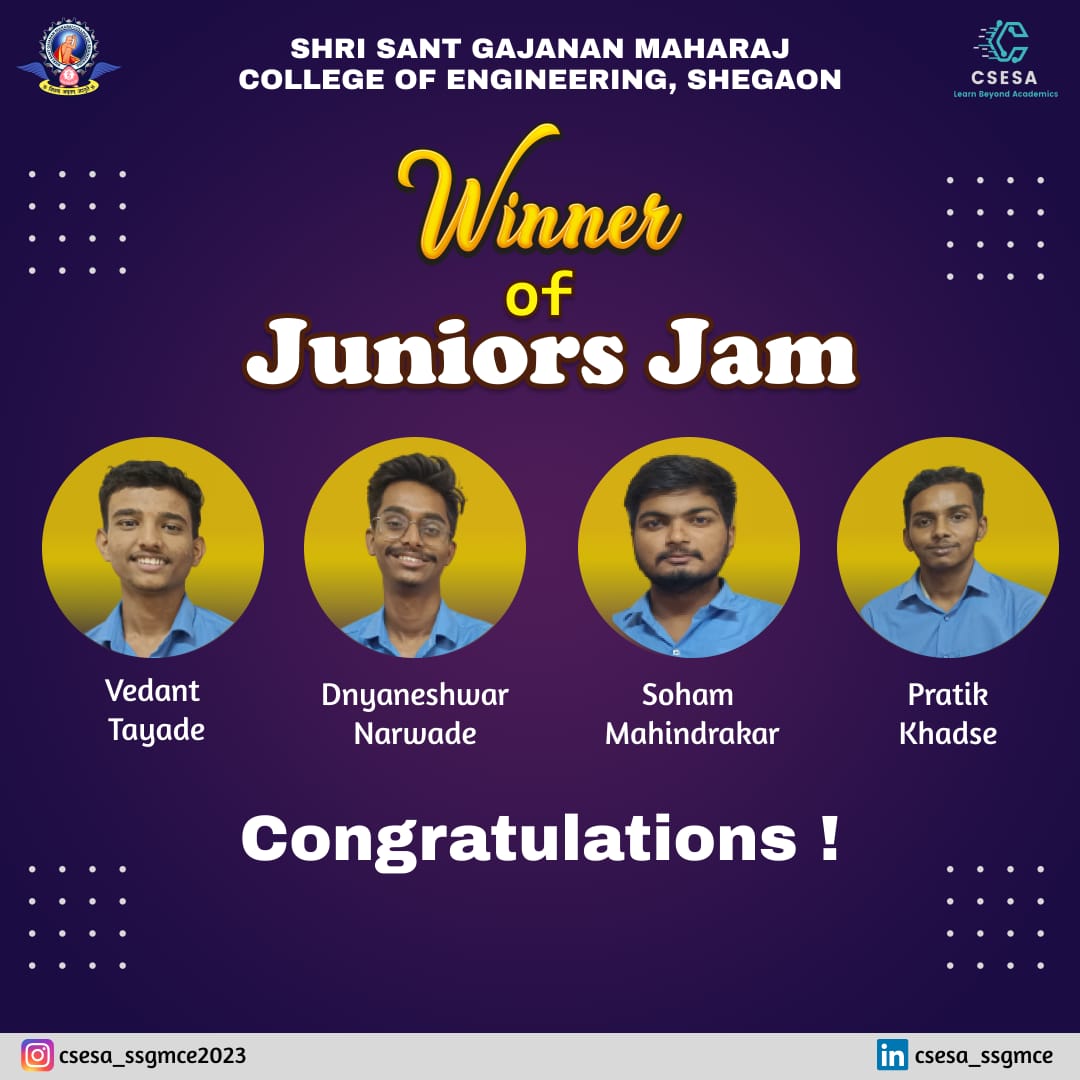 SHRI SANT GAJANAN MAHARAJ
COLLEGE OF ENGINEERING, SHEGAON
CSESA
Learn Beyond Academics
Winner
of
Juniors Jam
Vedant
Tayade
Dnyaneshwar
Narwade
Soham
Mahindrakar
Pratik
Khadse
Congratulations !
csesa_ssgmce2023
csesa_ssgmce